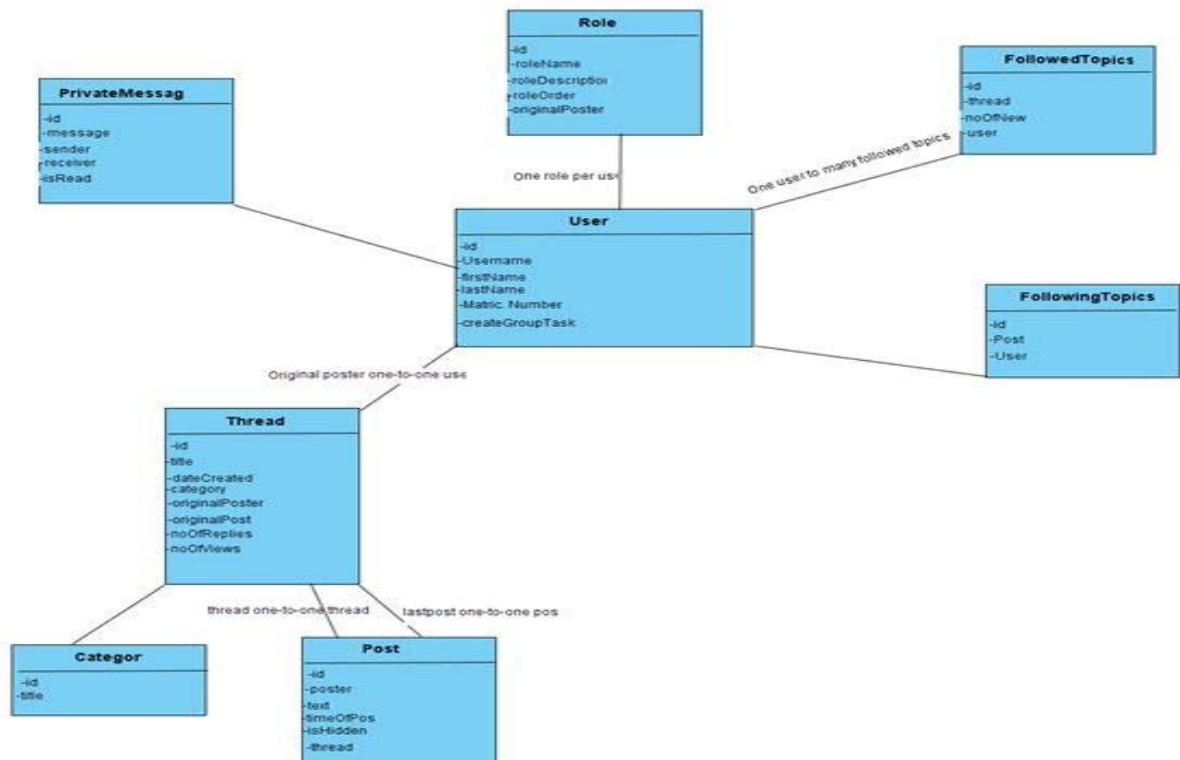 Role
-id
-roleName
-roleDescription
-roleOrder
-originalPoster
FollowedTopics
-id
-thread
-noOfNew
-user
PrivateMessag
-id
-message
-sender
-receiver
-isRead
One role per use
One user to many followed topics
User
-id
-Username
-firstName
-lastName
-Matric. Number
-createGroupTask
FollowingTopics
-id
-Post
-User
Original poster one-to-one use
Thread
-id
-title
-dateCreated
-category
-originalPoster
-originalPost
-noOfReplies
-noOfViews
thread one-to-one thread
lastpost one-to-one pos
Categor
-id
-title
Post
-id
-poster
-text
-timeOfPos
-isHidden
-thread